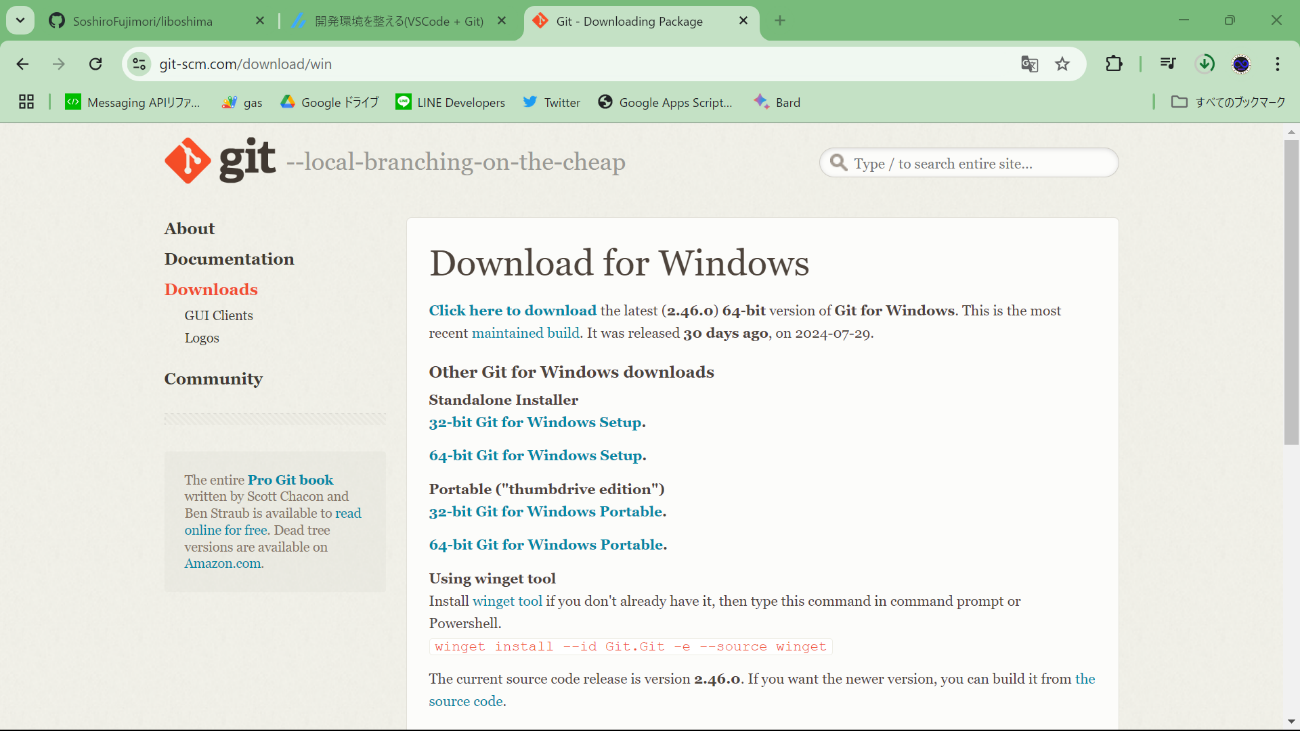 SoshiroFujimori/liboshima
開発環境を整える(VSCode + Git)
Git - Downloading Package
git-scm.com/download/win
Messaging APIリファ...
gas
Google ドライブ
LINE Developers
Twitter
Google Apps Script...
Bard
すべてのブックマーク
git --local-branching-on-the-cheap
Type / to search entire site...
About
Documentation
Downloads
GUI Clients
Logos
Community
The entire Pro Git book
written by Scott Chacon and
Ben Straub is available to read
online for free. Dead tree
versions are available on
Amazon.com.
Download for Windows
Click here to download the latest (2.46.0) 64-bit version of Git for Windows. This is the most
recent maintained build. It was released 30 days ago, on 2024-07-29.
Other Git for Windows downloads
Standalone Installer
32-bit Git for Windows Setup.
64-bit Git for Windows Setup.
Portable ("thumbdrive edition")
32-bit Git for Windows Portable.
64-bit Git for Windows Portable.
Using winget tool
Install winget tool if you don't already have it, then type this command in command prompt or
Powershell.
winget install --id Git.Git -e --source winget
The current source code release is version 2.46.0. If you want the newer version, you can build it from the
source code.